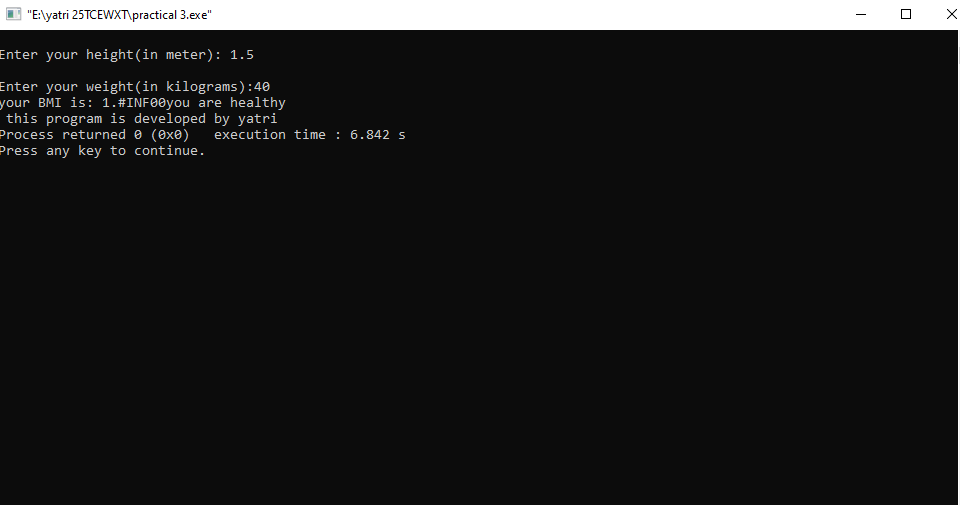 "E:\yatri 25TCEWXT\practical 3.exe"
Enter your height(in meter): 1.5
Enter your weight(in kilograms):40
your BMI is: 1.#INF00you are healthy
this program is developed by yatri
Process returned 0 (0x0)   execution time : 6.842 s
Press any key to continue.